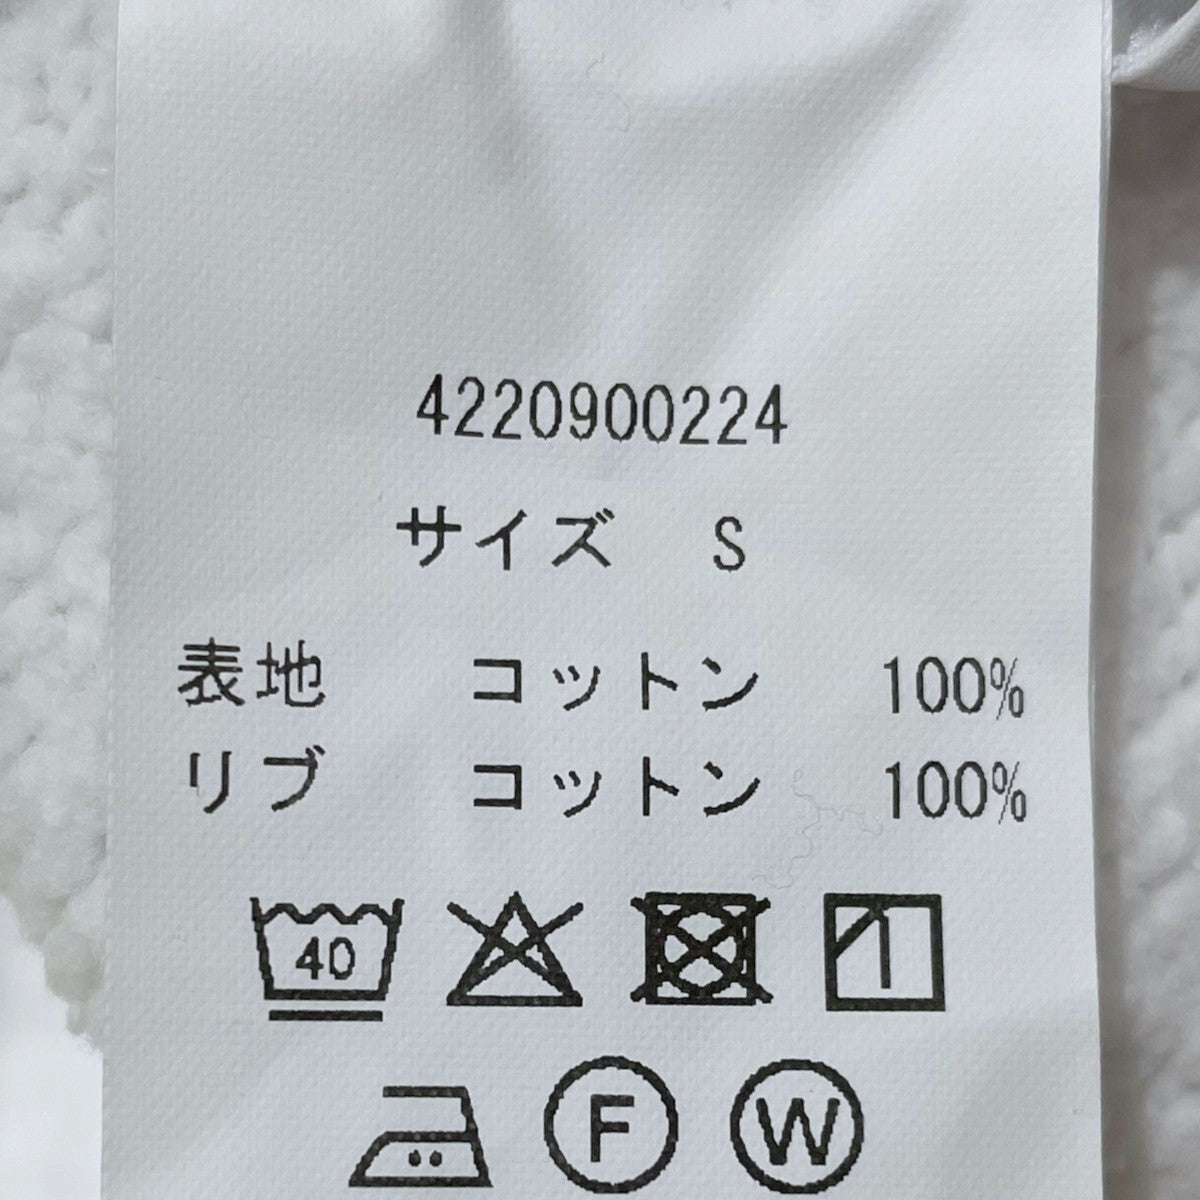 4220900224
サイズ S
表地 コットン 100%
リブ コットン 100%
40
F W